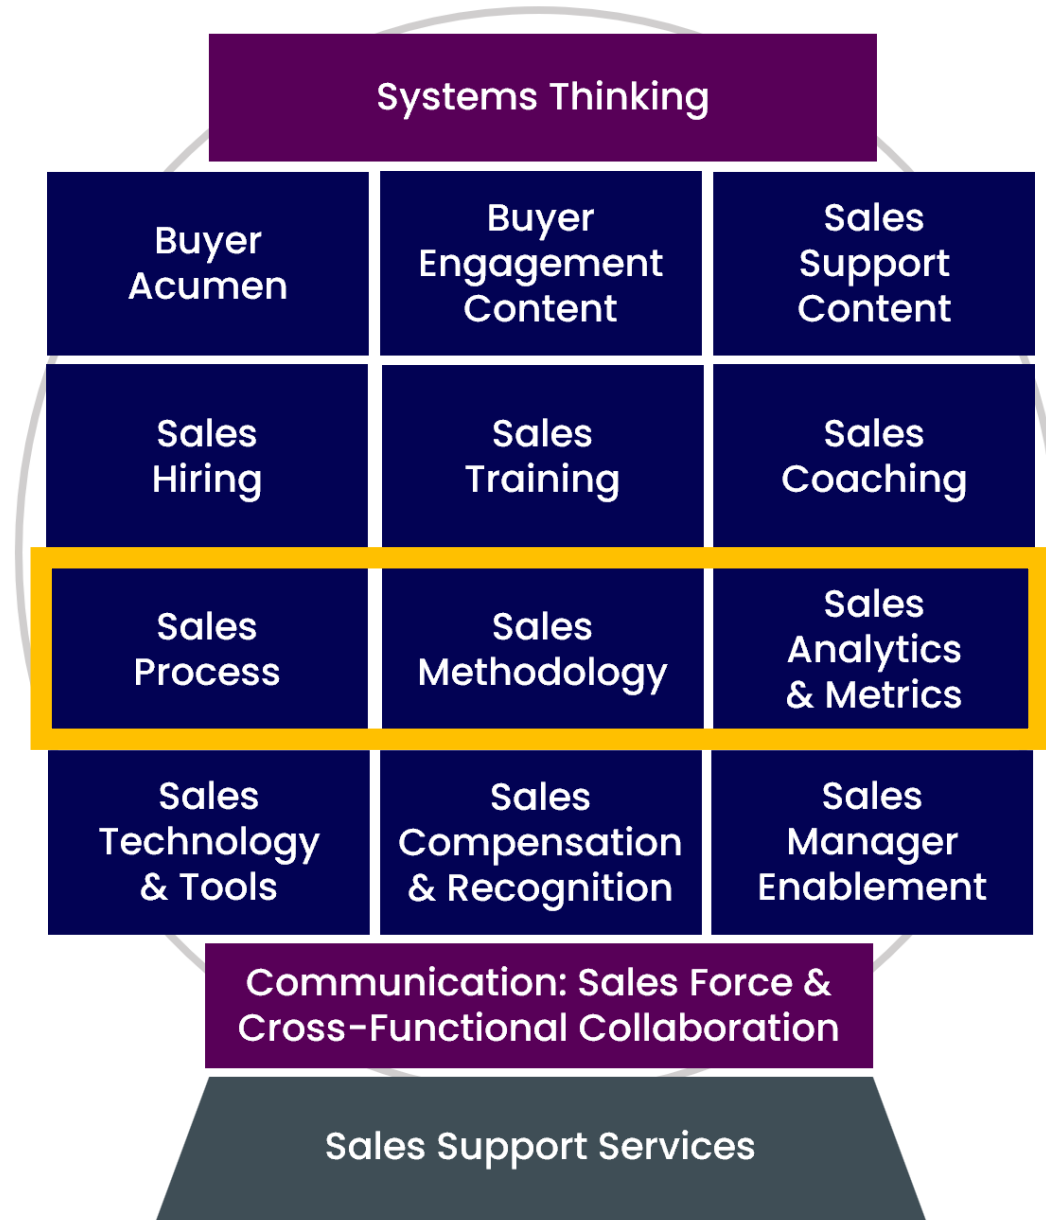 Systems Thinking
Buyer
Acumen
Buyer
Engagement
Content
Sales
Support
Content
Sales
Hiring
Sales
Training
Sales
Coaching
Sales
Process
Sales
Methodology
Sales
Analytics
& Metrics
Sales
Technology
& Tools
Sales
Compensation
& Recognition
Sales
Manager
Enablement
Communication: Sales Force &
Cross-Functional Collaboration
Sales Support Services